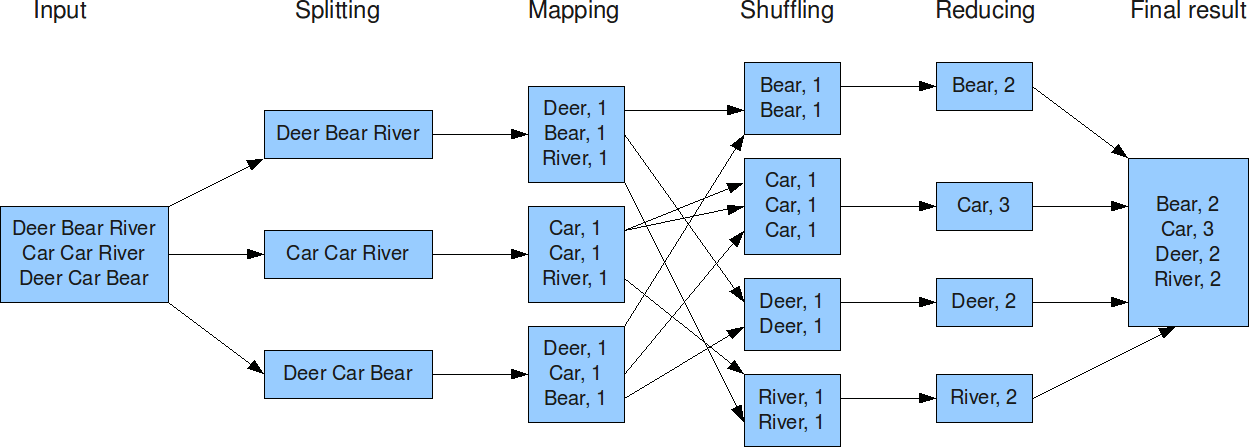 Input
Splitting
Mapping
Shuffling
Reducing
Final result
Deer Bear River
Car Car River
Deer Car Bear
Deer Bear River
Car Car River
Deer Car Bear
Deer, 1
Bear, 1
River, 1
Car, 1
Car, 1
River, 1
Deer, 1
Car, 1
Bear, 1
Bear, 1
Bear, 1
Car, 1
Car, 1
Car, 1
Deer, 1
Deer, 1
River, 1
River, 1
Bear, 2
Car, 3
Deer, 2
River, 2
Bear, 2
Car, 3
Deer, 2
River, 2